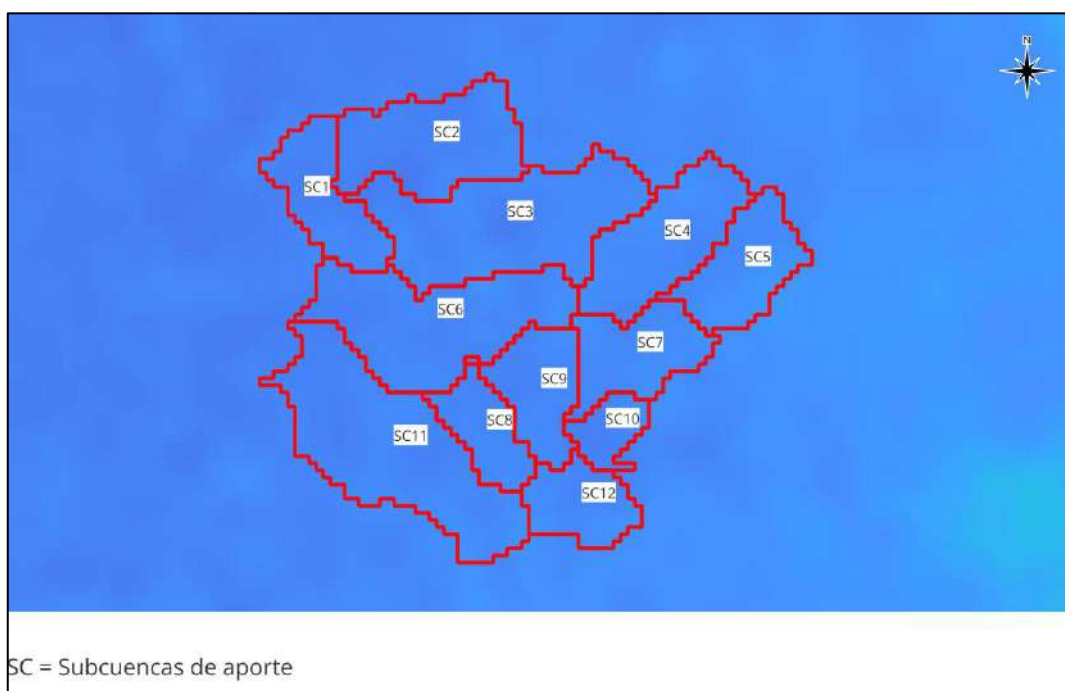 N
SC2
SC1
SC3
SC4
SC5
SC6
SC7
SC9
SC8
SC10
SC11
SC12
SC = Subcuencas de aporte